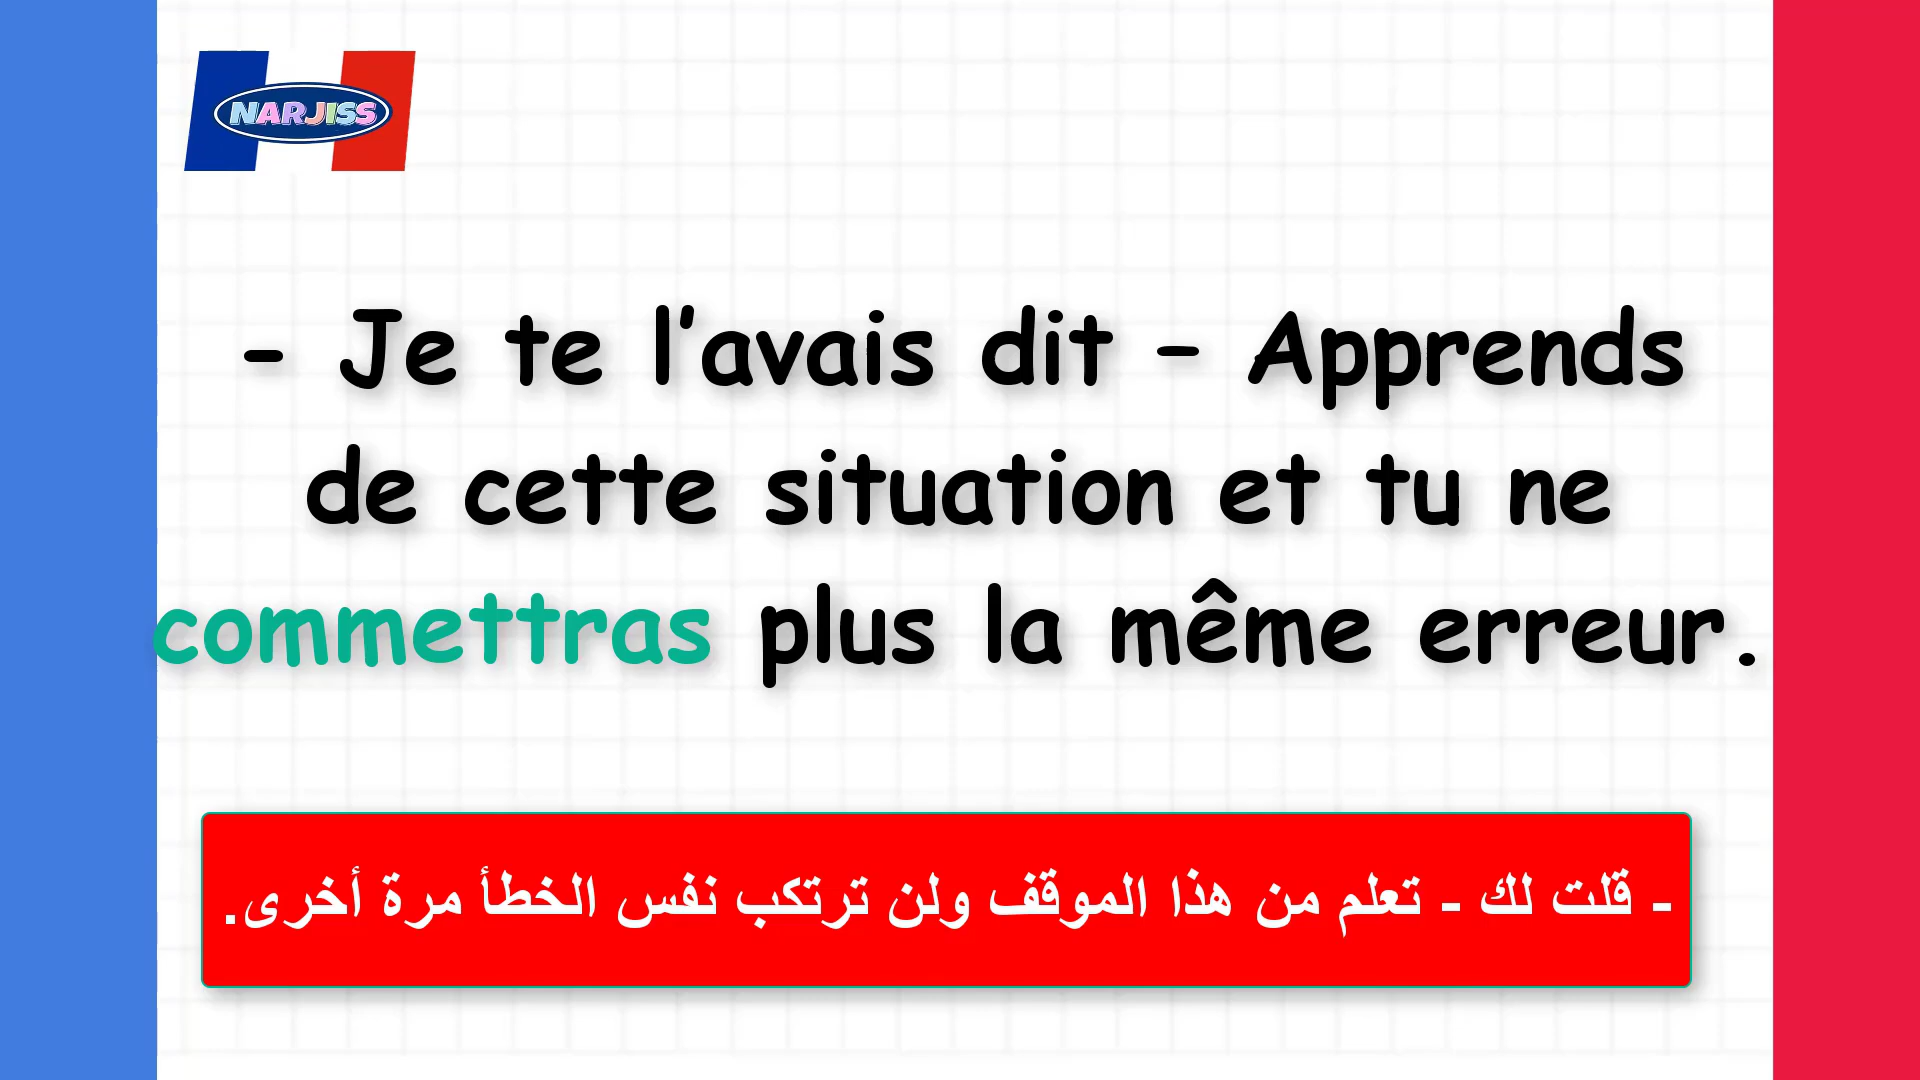 NARJISS
- Je te l’avais dit – Apprends
de cette situation et tu ne
commettras plus la même erreur.
- قلت لك - تعلم من هذا الموقف ولن ترتكب نفس الخطأ مرة أخرى.